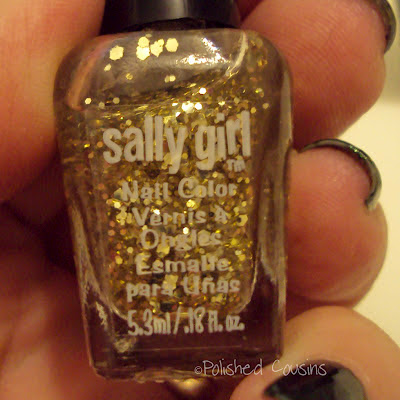 sally girl
TM
Nail Color
Vernis à
Ongles
Esmalte
para Uñas
5.3ml/.18 fl. oz.
©Polished Cousins